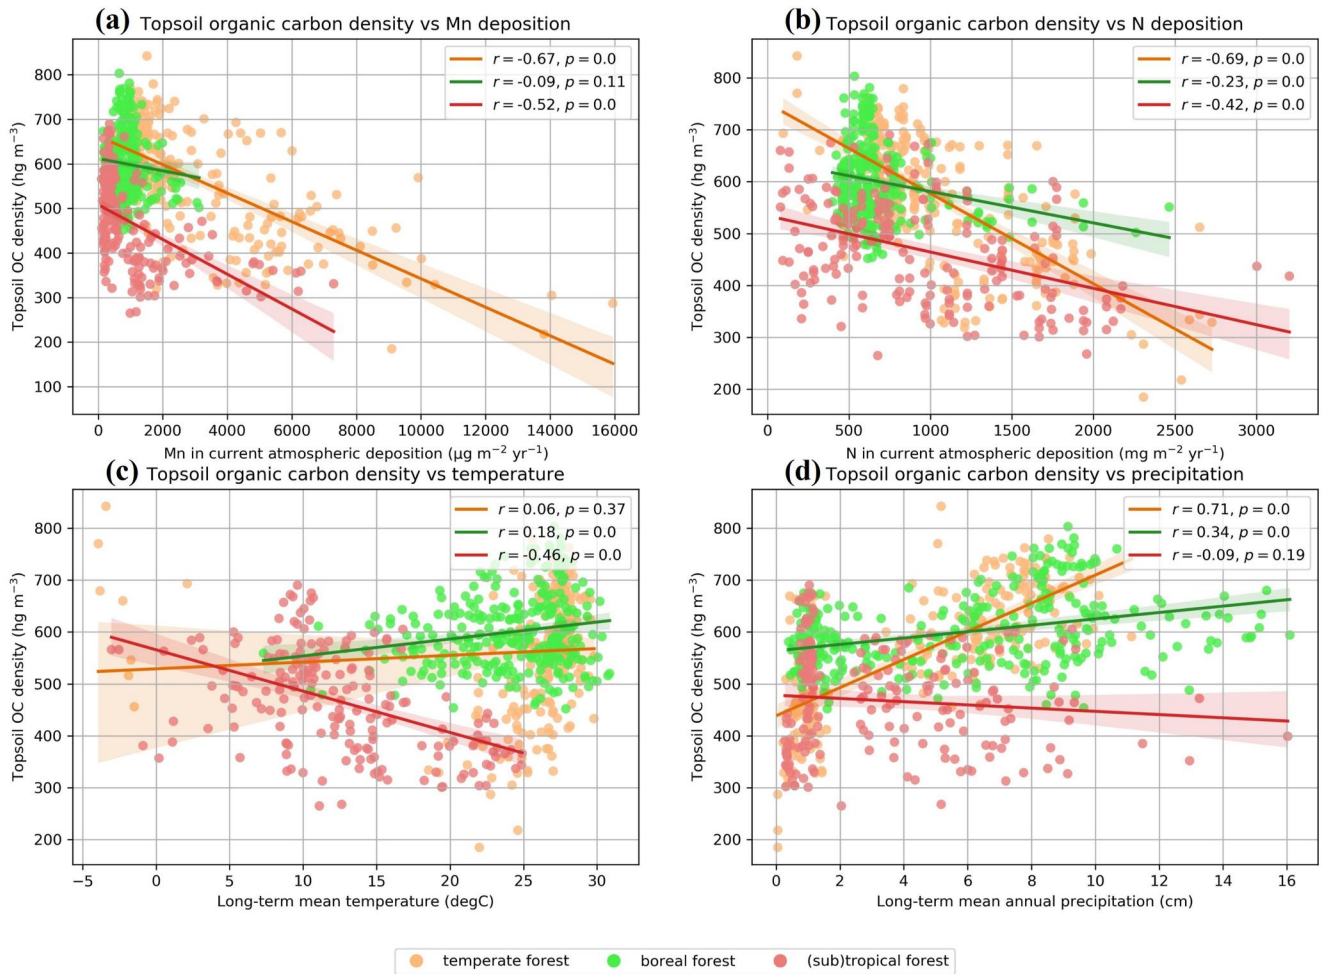 (a) Topsoil organic carbon density vs Mn deposition
r = -0.67, p = 0.0
r = -0.09, p = 0.11
r = -0.52, p = 0.0
Topsoil OC density (hg m⁻³)
800
700
600
500
400
300
200
100
0 2000 4000 6000 8000 10000 12000 14000 16000
Mn in current atmospheric deposition (μg m⁻² yr⁻¹)
(b) Topsoil organic carbon density vs N deposition
r = -0.69, p = 0.0
r = -0.23, p = 0.0
r = -0.42, p = 0.0
Topsoil OC density (hg m⁻³)
800
700
600
500
400
300
200
0 500 1000 1500 2000 2500 3000
N in current atmospheric deposition (mg m⁻² yr⁻¹)
(c) Topsoil organic carbon density vs temperature
r = 0.06, p = 0.37
r = 0.18, p = 0.0
r = -0.46, p = 0.0
Topsoil OC density (hg m⁻³)
800
700
600
500
400
300
200
−5 0 5 10 15 20 25 30
Long-term mean temperature (degC)
(d) Topsoil organic carbon density vs precipitation
r = 0.71, p = 0.0
r = 0.34, p = 0.0
r = -0.09, p = 0.19
Topsoil OC density (hg m⁻³)
800
700
600
500
400
300
200
0 2 4 6 8 10 12 14 16
Long-term mean annual precipitation (cm)
temperate forest boreal forest (sub)tropical forest